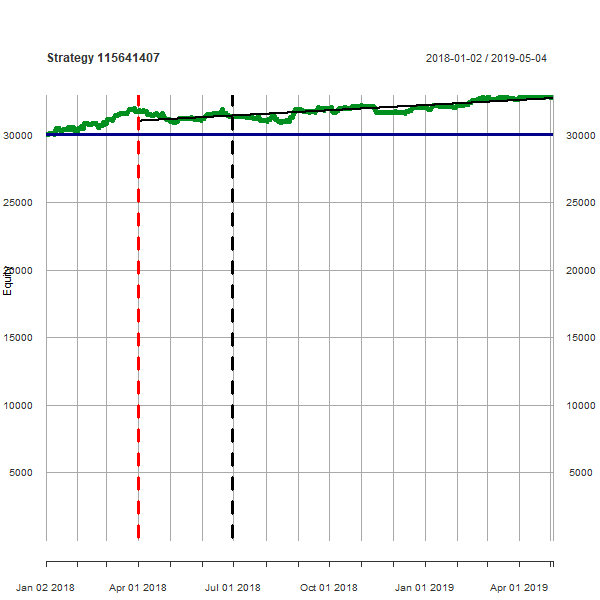 Strategy 115641407
2018-01-02 / 2019-05-04
30000
30000
25000
25000
20000
20000
Equity
15000
15000
10000
10000
5000
5000
Jan 02 2018
Apr 01 2018
Jul 01 2018
Oct 01 2018
Jan 01 2019
Apr 01 2019